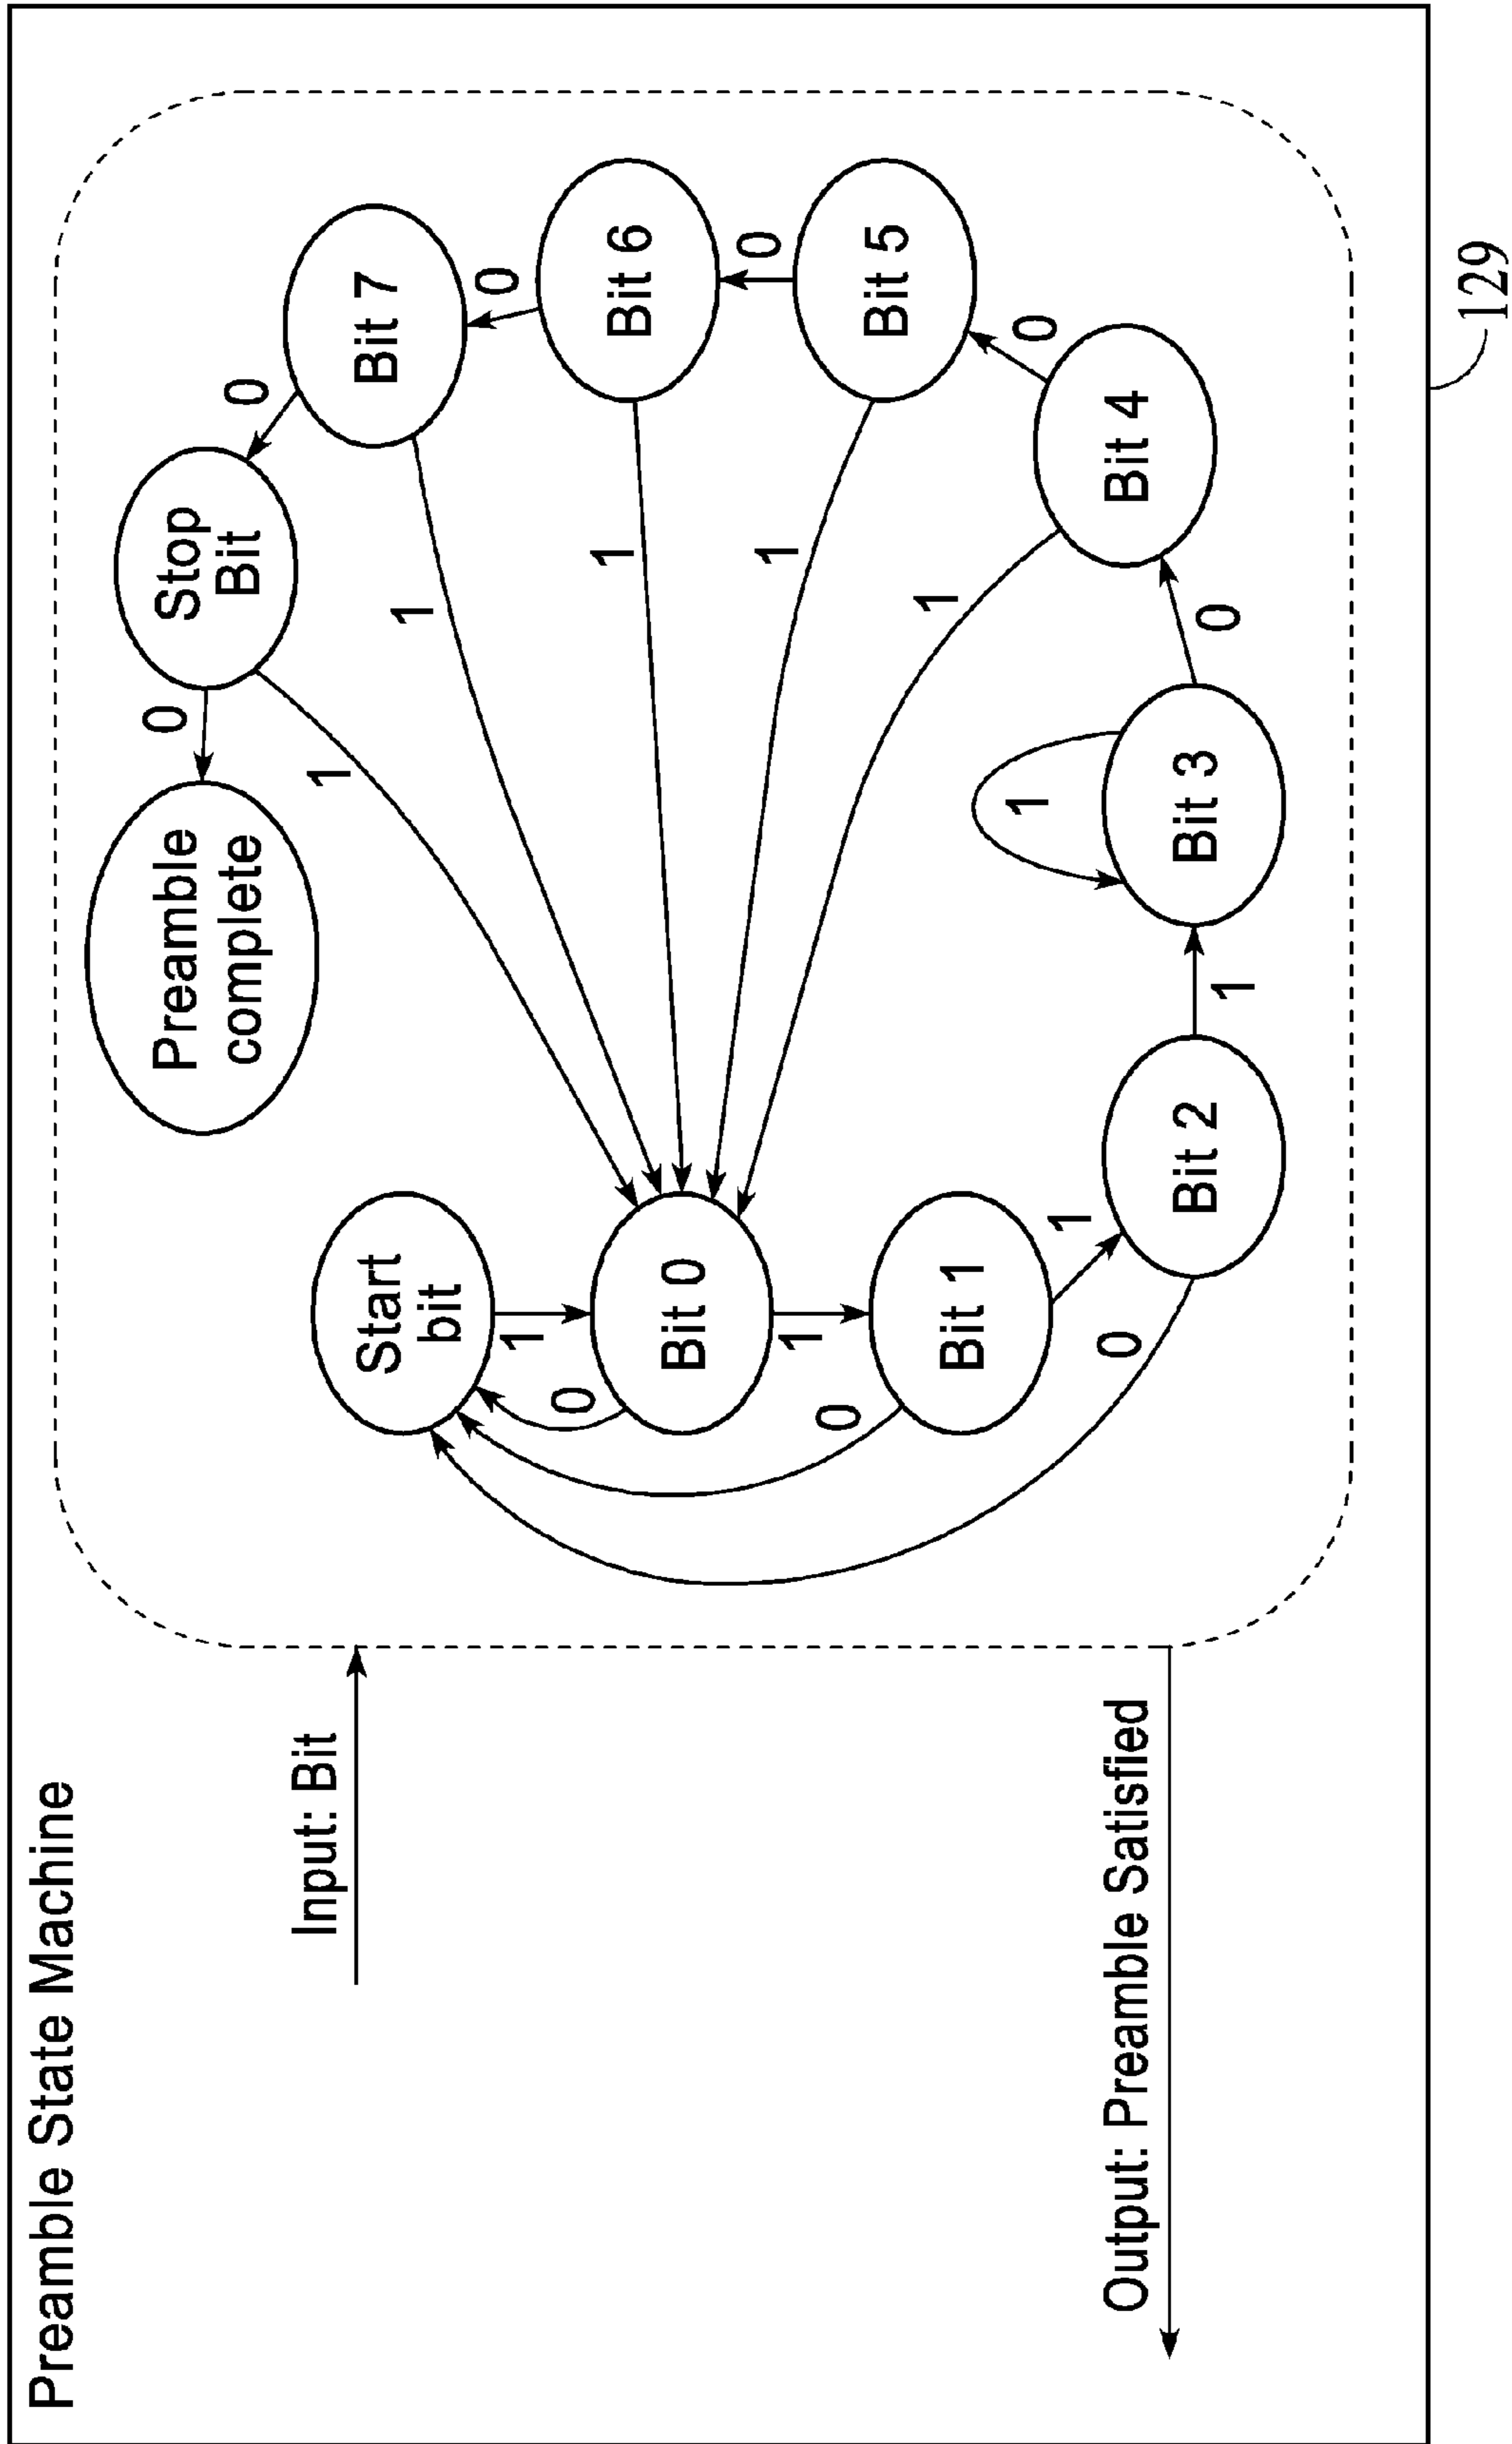 Preamble State Machine
Input: Bit
Output: Preamble Satisfied
Start
bit
1
0
Bit 0
1
0
Bit 1
1
0
Bit 2
1
Bit 3
1
0
Bit 4
1
0
Bit 5
1
0
Bit 6
1
0
Bit 7
1
0
Stop
Bit
1
0
Preamble
complete
129